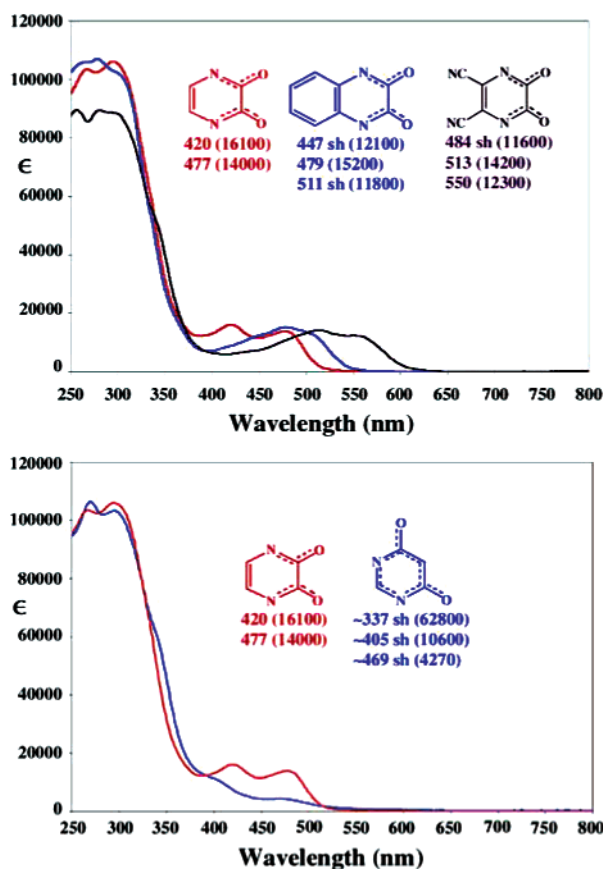 120000
100000
80000
ϵ
60000
40000
20000
0
N O
N O
420 (16100)
477 (14000)
N O
N O
447 sh (12100)
479 (15200)
511 sh (11800)
NC N O
NC N O
484 sh (11600)
513 (14200)
550 (12300)
250 300 350 400 450 500 550 600 650 700 750 800
Wavelength (nm)
120000
100000
80000
ϵ
60000
40000
20000
0
N O
N O
420 (16100)
477 (14000)
O
N
N O
~337 sh (62800)
~405 sh (10600)
~469 sh (4270)
250 300 350 400 450 500 550 600 650 700 750 800
Wavelength (nm)